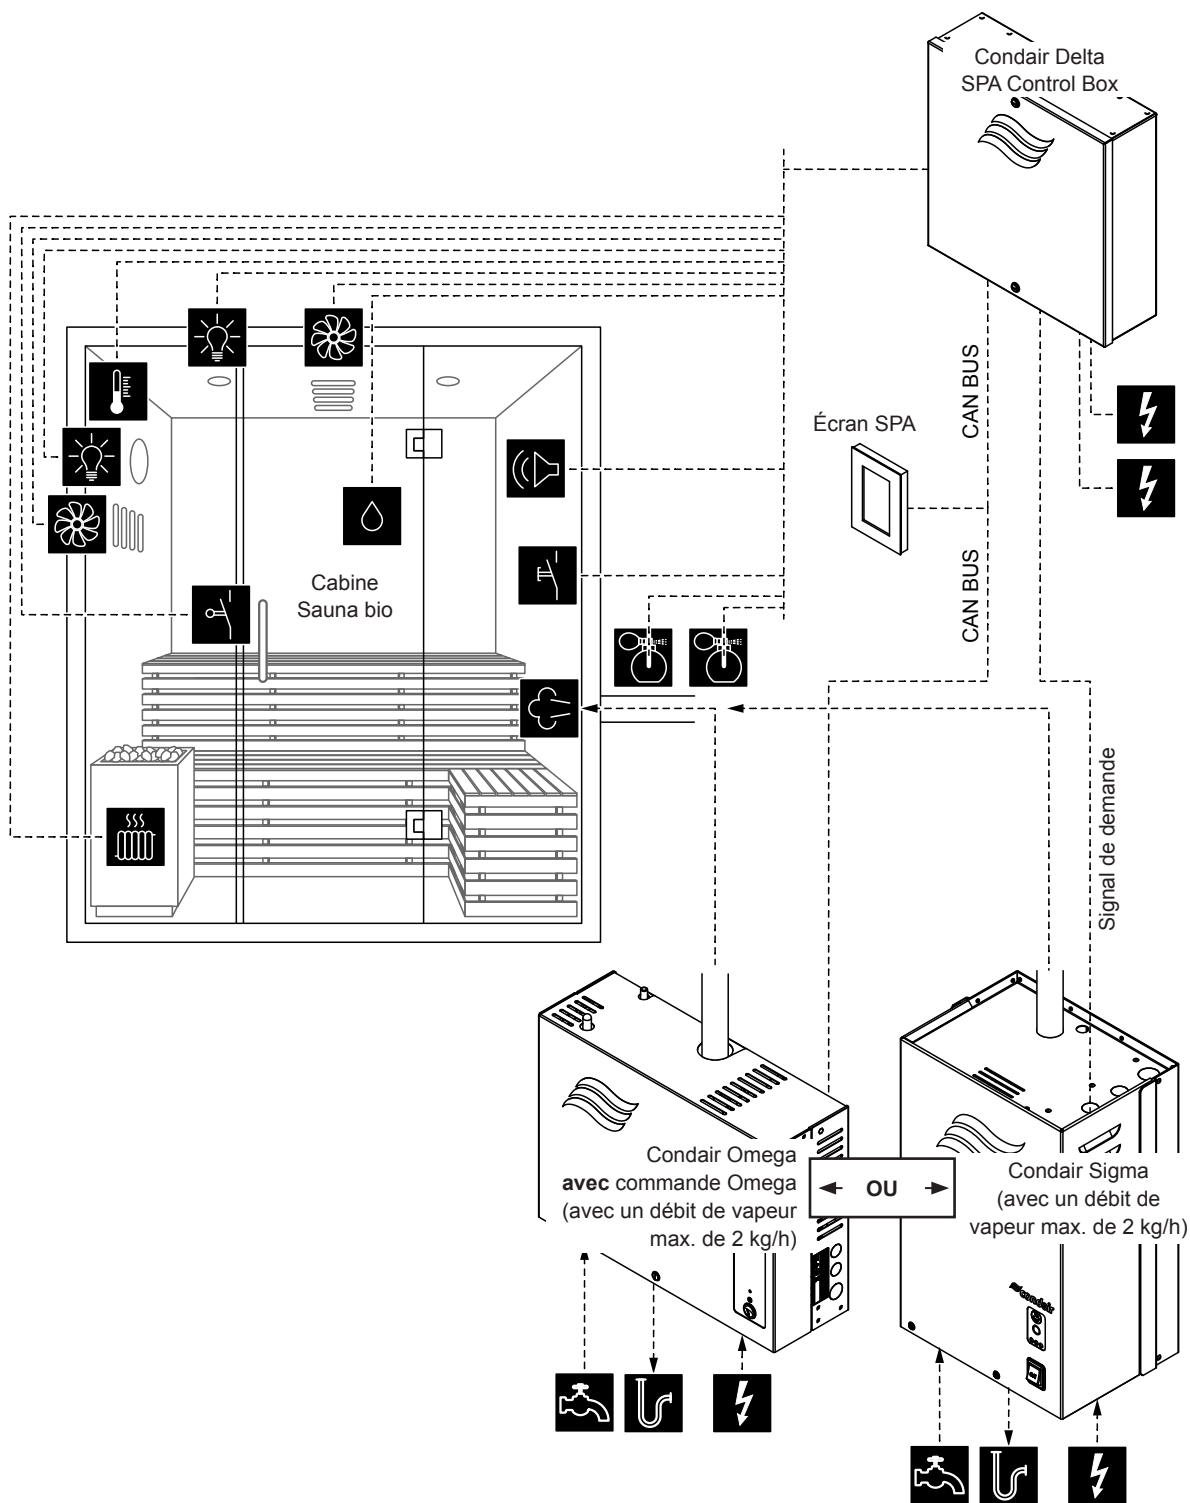 Condair Delta
SPA Control Box
CAN BUS
Écran SPA
CAN BUS
Cabine
Sauna bio
Signal de demande
Condair Omega
avec commande Omega
(avec un débit de vapeur
max. de 2 kg/h)
OU
Condair Sigma
(avec un débit de
vapeur max. de 2 kg/h)
condair